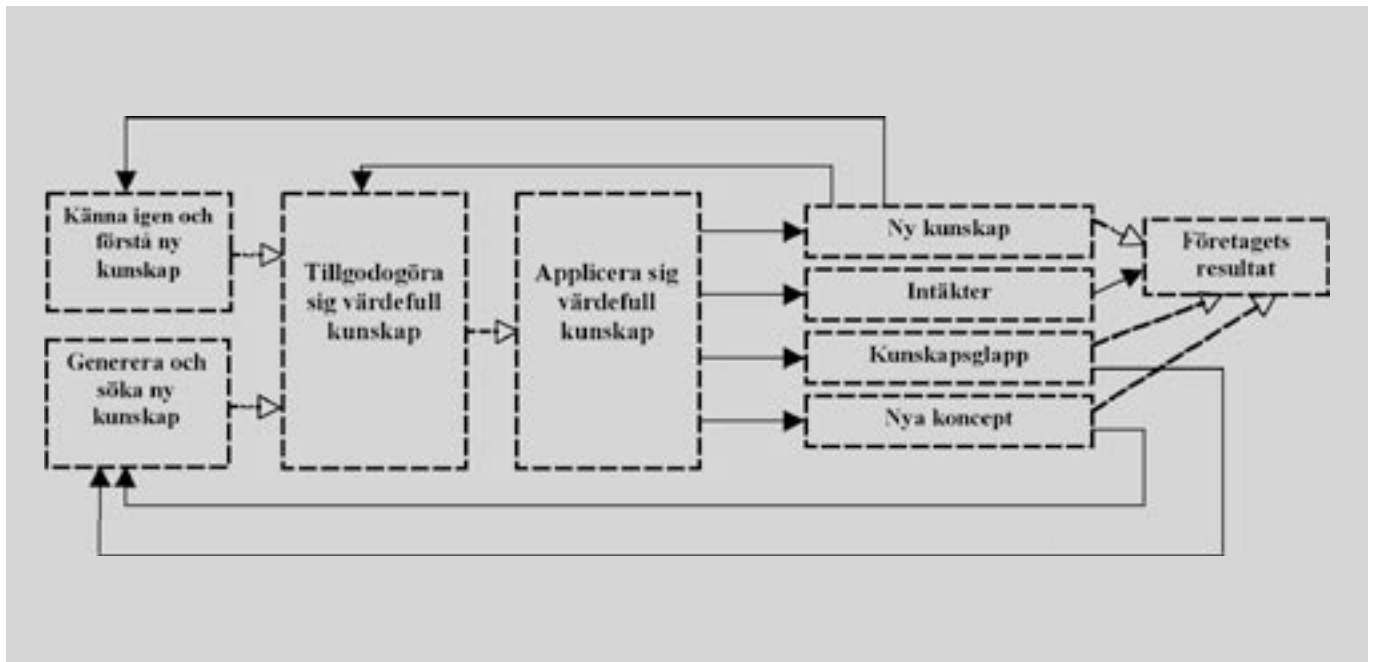 Känna igen och
förstå ny
kunskap
Generera och
söka ny
kunskap
Tillgodogöra
sig värdefull
kunskap
Applicera sig
värdefull
kunskap
Ny kunskap
Intäkter
Kunskapsglapp
Nya koncept
Företagets
resultat